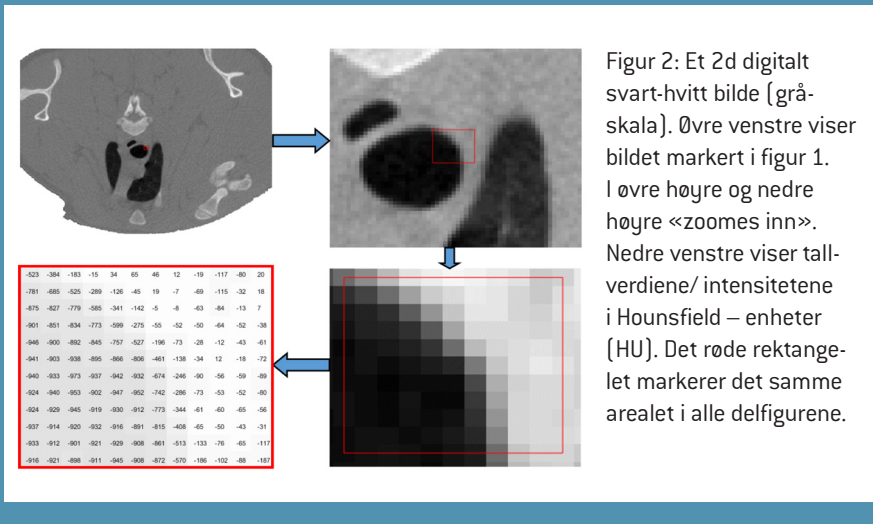 Figur 2: Et 2d digitalt
svart-hvitt bilde (grå-
skala). Øvre venstre viser
bildet markert i figur 1.
I øvre høyre og nedre
høyre «zoomes inn».
Nedre venstre viser tall-
verdiene/ intensitetene
i Hounsfield – enheter
(HU). Det røde rektange-
let markerer det samme
arealet i alle delfigurene.
-523 -384 -183 -15 34 65 46 12 -19 -117 -80 20
-781 -685 -525 -289 -126 -45 19 -7 -69 -115 -32 18
-875 -827 -779 -585 -341 -142 -5 -8 -63 -84 -13 7
-901 -851 -834 -773 -599 -275 -55 -52 -50 -64 -52 -38
-946 -900 -892 -845 -757 -527 -196 -73 -28 -12 -43 -61
-941 -903 -938 -895 -866 -806 -461 -138 -34 12 -18 -72
-940 -933 -973 -937 -942 -932 -674 -246 -90 -56 -59 -89
-924 -940 -953 -902 -947 -952 -742 -286 -73 -53 -52 -80
-924 -929 -945 -919 -930 -912 -773 -344 -61 -60 -65 -56
-937 -914 -920 -932 -916 -891 -815 -408 -65 -50 -43 -31
-933 -912 -901 -921 -929 -908 -861 -513 -133 -76 -65 -117
-916 -921 -898 -911 -945 -908 -872 -570 -186 -102 -88 -187